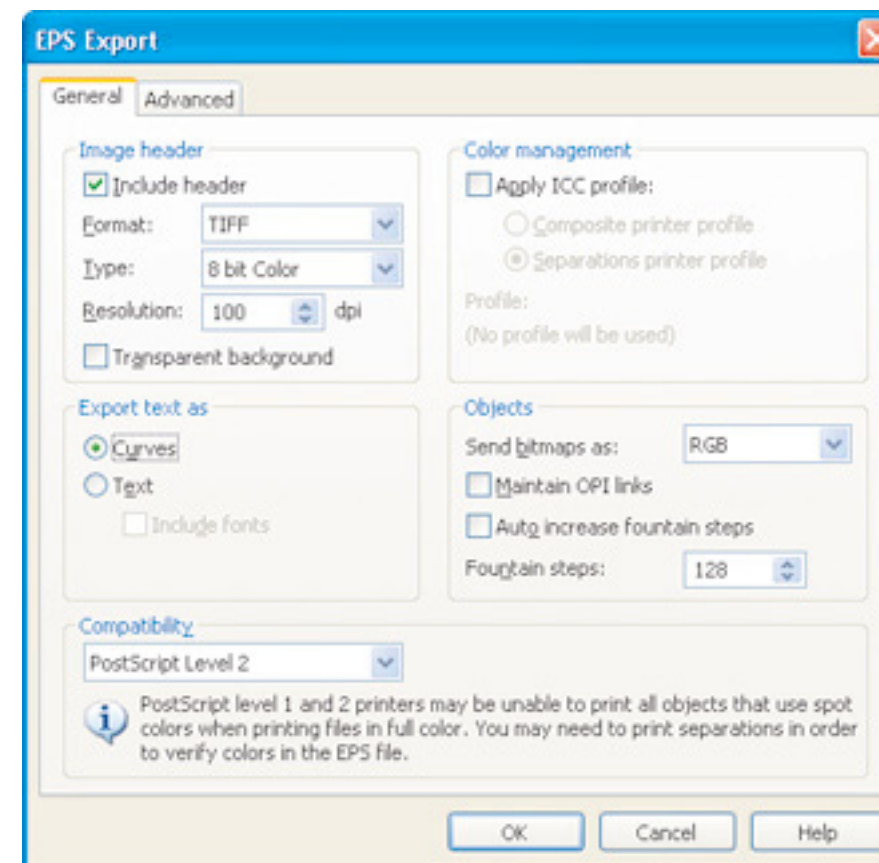 EPS Export
General
Advanced
Image header
Include header
Format: TIFF
Type: 8 bit Color
Resolution: 100 dpi
Transparent background
Color management
Apply ICC profile:
Composite printer profile
Separations printer profile
Profile:
(No profile will be used)
Export text as
Curves
Text
Include fonts
Objects
Send bitmaps as: RGB
Maintain OPI links
Auto increase fountain steps
Fountain steps: 128
Compatibility
PostScript Level 2
PostScript level 1 and 2 printers may be unable to print all objects that use spot
colors when printing files in full color. You may need to print separations in order
to verify colors in the EPS file.
OK
Cancel
Help